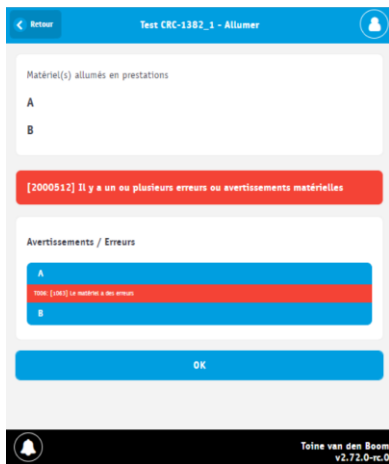 Retour
Test CRC-1382_1 - Allumer
Matériel(s) allumés en prestations
A
B
[2000512] Il y a un ou plusieurs erreurs ou avertissements matérielles
Avertissements / Erreurs
A
TODO: [1083] Le matériel a des erreurs
B
OK
Toine van den Boom
v2.72.0-rc.0